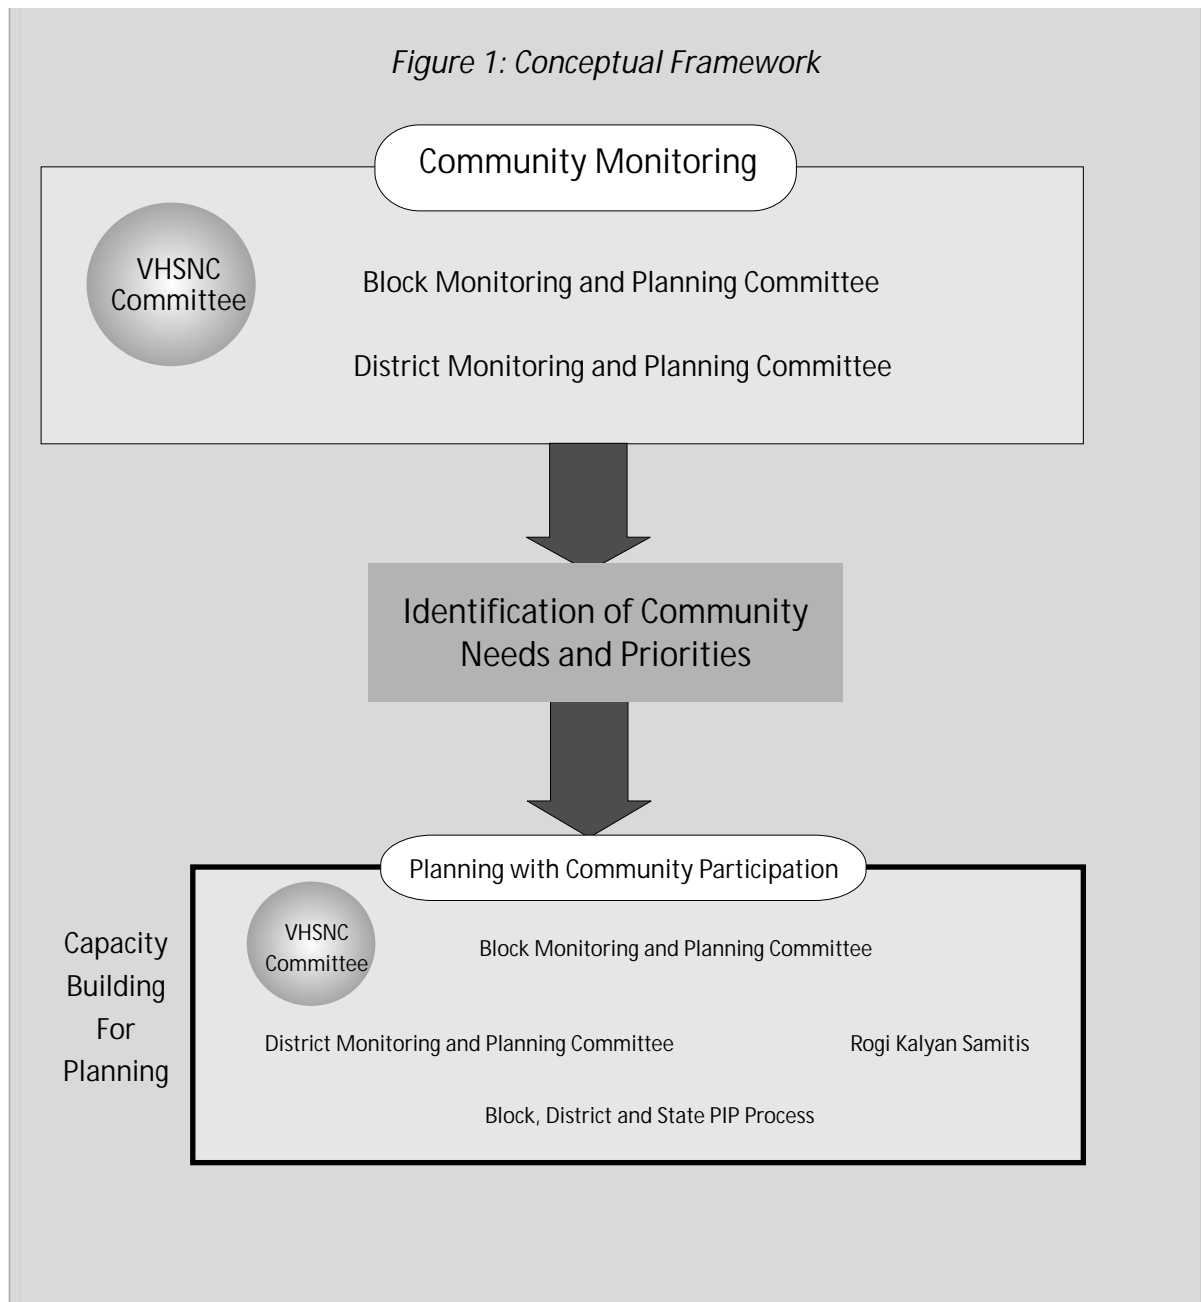 Figure 1: Conceptual Framework
Community Monitoring
VHSNC
Committee
Block Monitoring and Planning Committee
District Monitoring and Planning Committee
Identification of Community
Needs and Priorities
Planning with Community Participation
VHSNC
Committee
Block Monitoring and Planning Committee
Capacity
Building
For
Planning
District Monitoring and Planning Committee
Rogi Kalyan Samitis
Block, District and State PIP Process